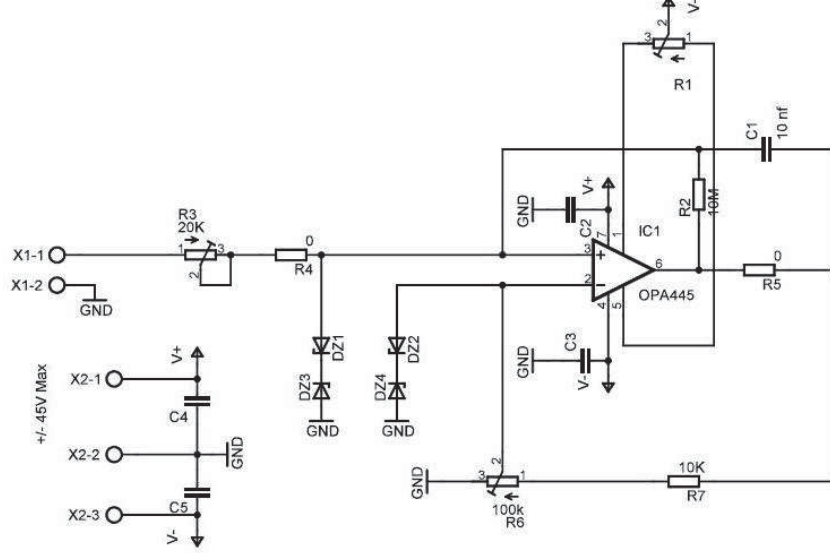 V-
2
3
1
R1
C1
10 nf
V+
GND
C2
7
1
IC1
R2
10M
R3
20K
X1-1
1
3
2
0
R4
3
+
6
0
R5
X1-2
GND
2
-
OPA445
4
5
DZ1
DZ2
GND
C3
V-
V+
+/- 45V Max
X2-1
DZ3
DZ4
C4
GND
GND
X2-2
GND
2
10K
GND
3
1
R7
C5
100k
R6
X2-3
V-